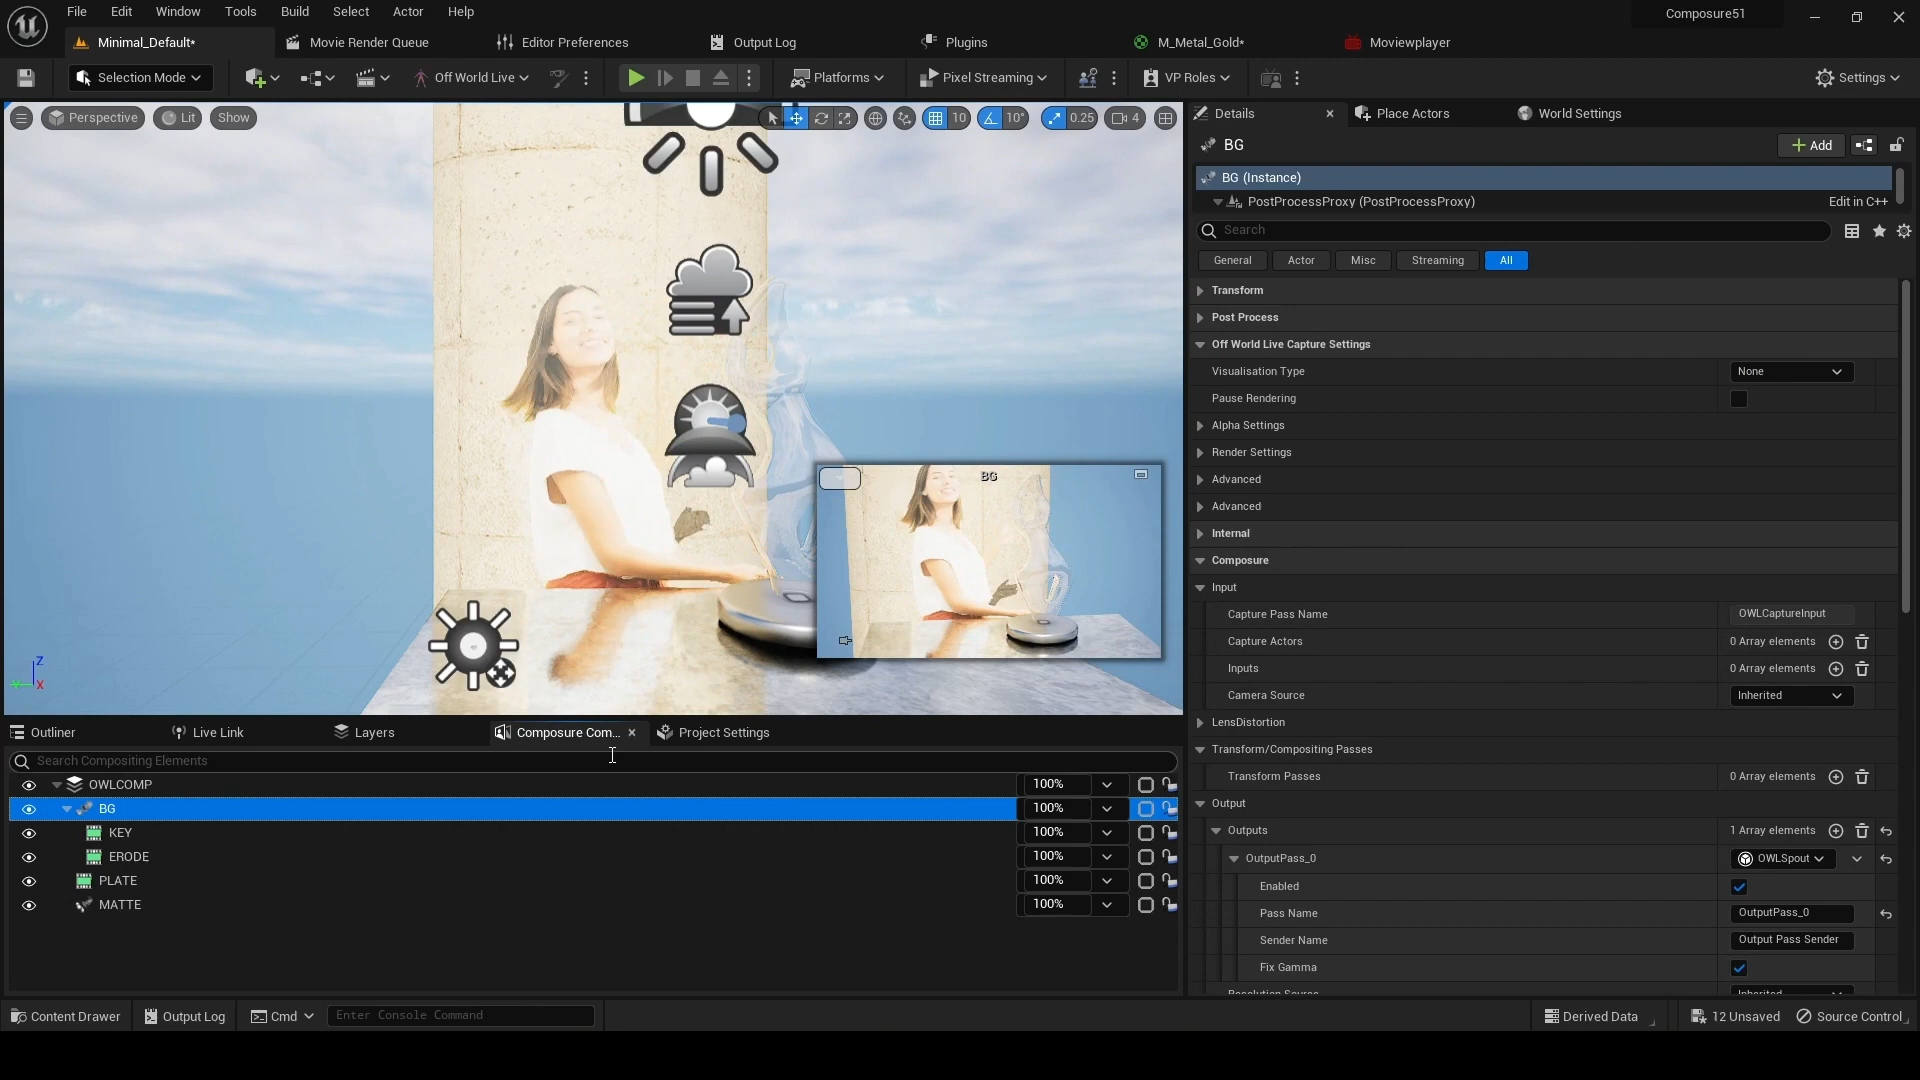 File Edit Window Tools Build Select Actor Help
Composure51
Minimal_Default*
Movie Render Queue
Editor Preferences
Output Log
Plugins
M_Metal_Gold*
Moviewplayer
Selection Mode
Off World Live
Platforms
Pixel Streaming
VP Roles
Settings
Perspective
Lit
Show
10
10°
0.25
4
Details
Place Actors
World Settings
BG
Add
BG (Instance)
PostProcessProxy (PostProcessProxy)
Edit in C++
Search
General
Actor
Misc
Streaming
All
Transform
Post Process
Off World Live Capture Settings
Visualisation Type
None
Pause Rendering
Alpha Settings
Render Settings
Advanced
Advanced
Internal
Composure
Input
Capture Pass Name
OWLCaptureInput
Capture Actors
0 Array elements
Inputs
0 Array elements
Camera Source
Inherited
LensDistortion
Transform/Compositing Passes
Transform Passes
0 Array elements
Output
Outputs
1 Array elements
OutputPass_0
OWLSpout
Enabled
Pass Name
OutputPass_0
Sender Name
Output Pass Sender
Fix Gamma
Resolution Source
Inherited
BG
Z
X
Y
Outliner
Live Link
Layers
Composure Com...
Project Settings
Search Compositing Elements
OWLCOMP
100%
BG
100%
KEY
100%
ERODE
100%
PLATE
100%
MATTE
100%
Content Drawer
Output Log
Cmd
Enter Console Command
Derived Data
12 Unsaved
Source Control